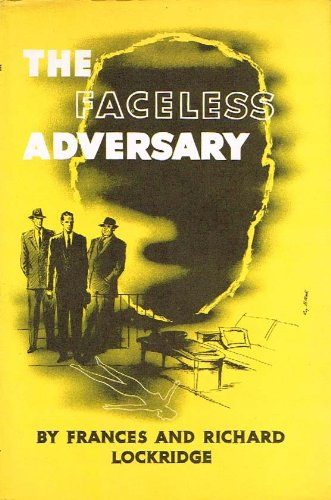 THE
FACELESS
ADVERSARY
BY FRANCES AND RICHARD
LOCKRIDGE